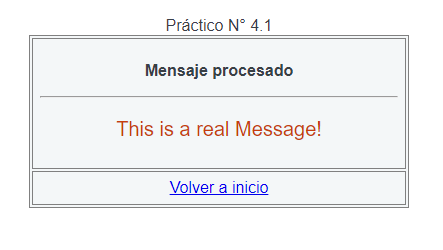 Práctico N° 4.1
Mensaje procesado
This is a real Message!
Volver a inicio